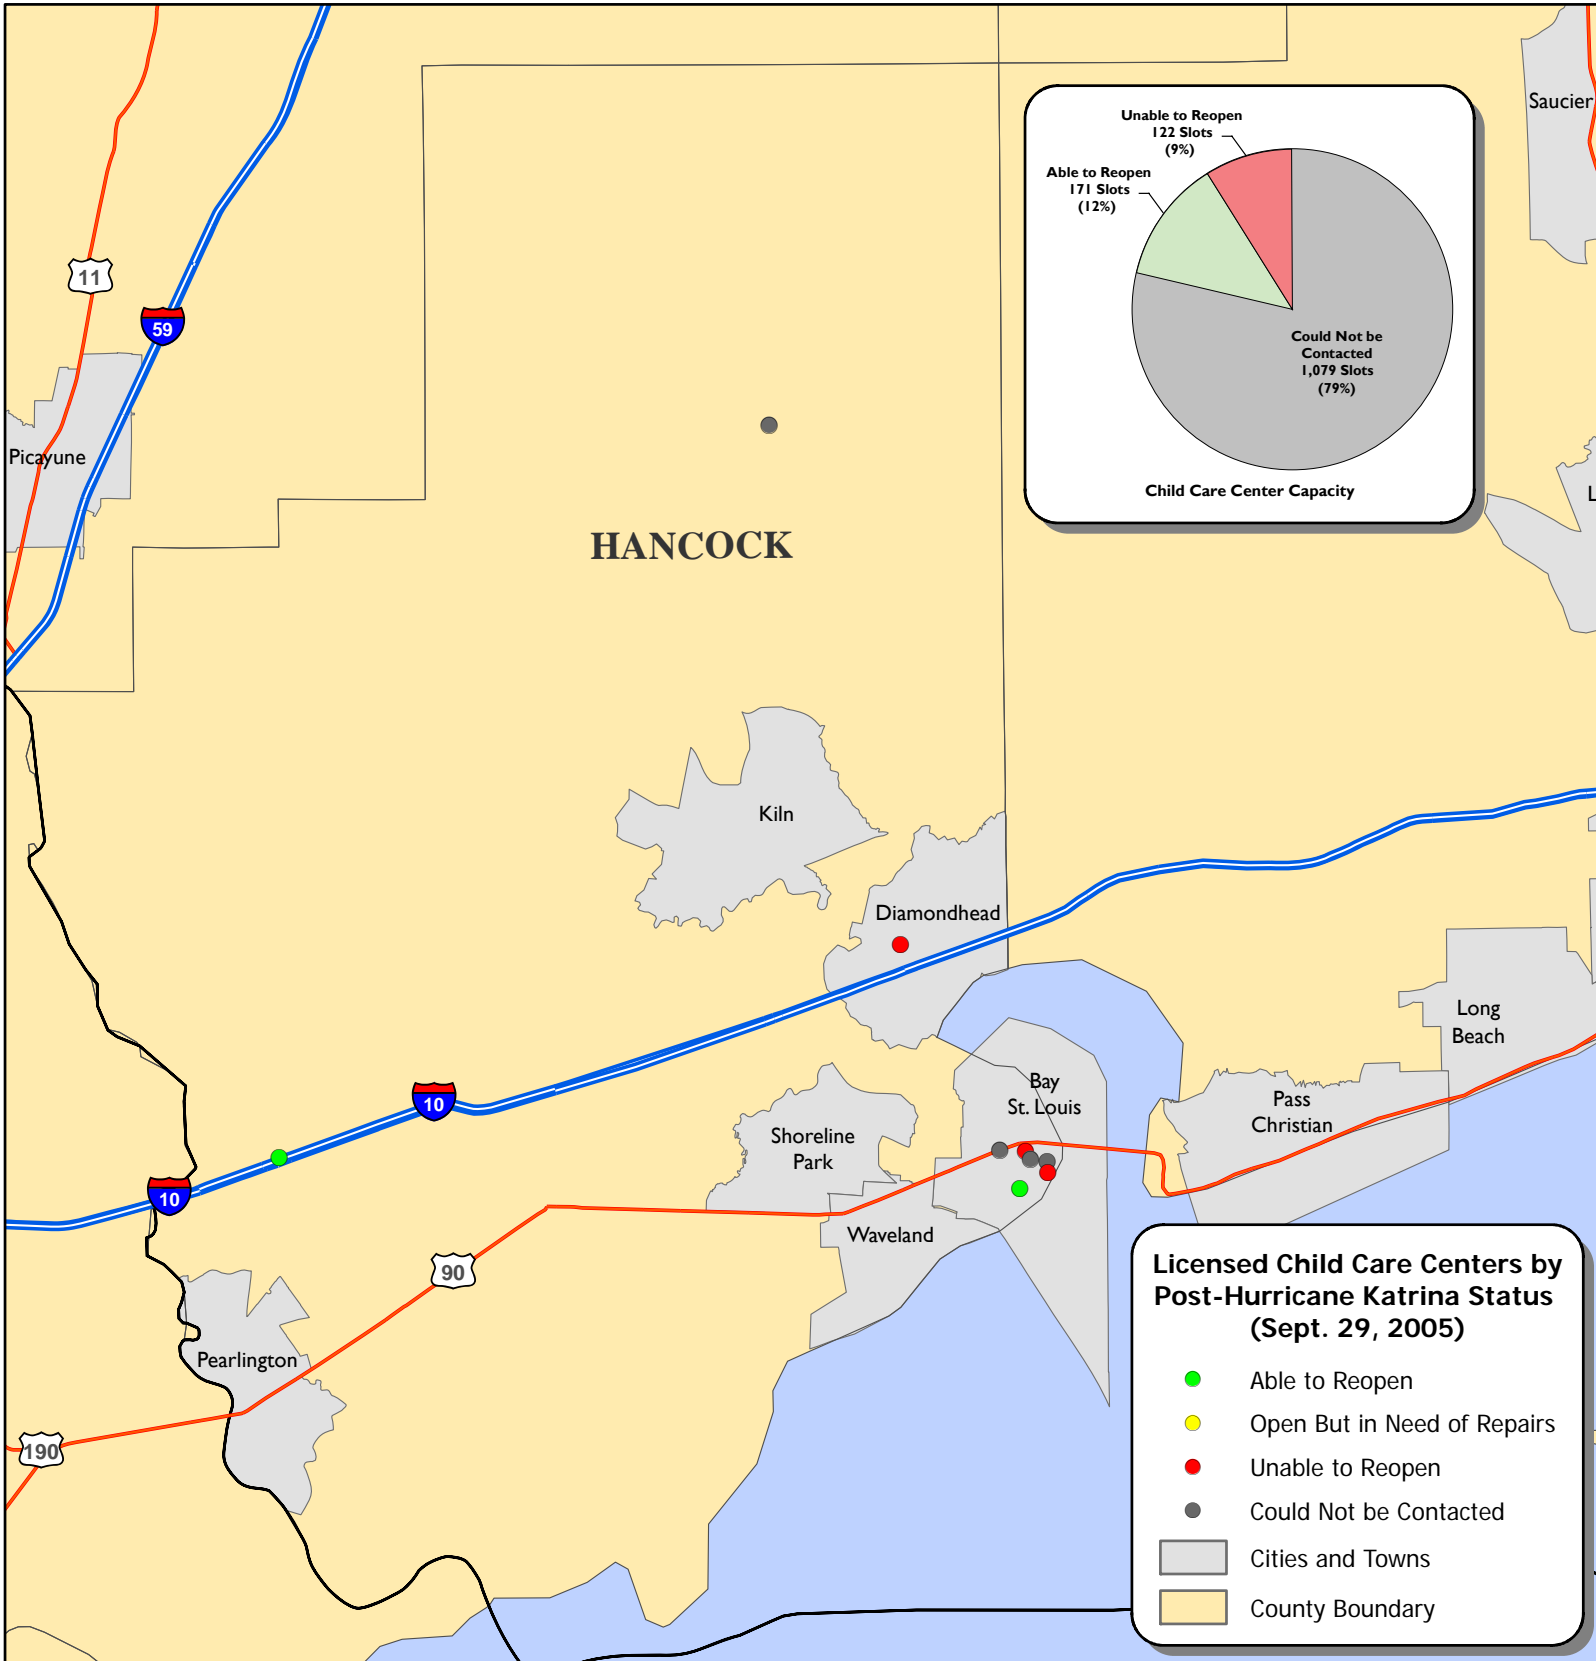 Saucier
Unable to Reopen
122 Slots
(9%)
Able to Reopen
171 Slots
(12%)
Could Not be
Contacted
1,079 Slots
(79%)
Child Care Center Capacity
11
59
Picayune
L
HANCOCK
Kiln
Diamondhead
Long
Beach
Bay
St. Louis
Pass
Christian
10
Shoreline
Park
10
Waveland
90
Pearlington
190
Licensed Child Care Centers by
Post-Hurricane Katrina Status
(Sept. 29, 2005)
Able to Reopen
Open But in Need of Repairs
Unable to Reopen
Could Not be Contacted
Cities and Towns
County Boundary